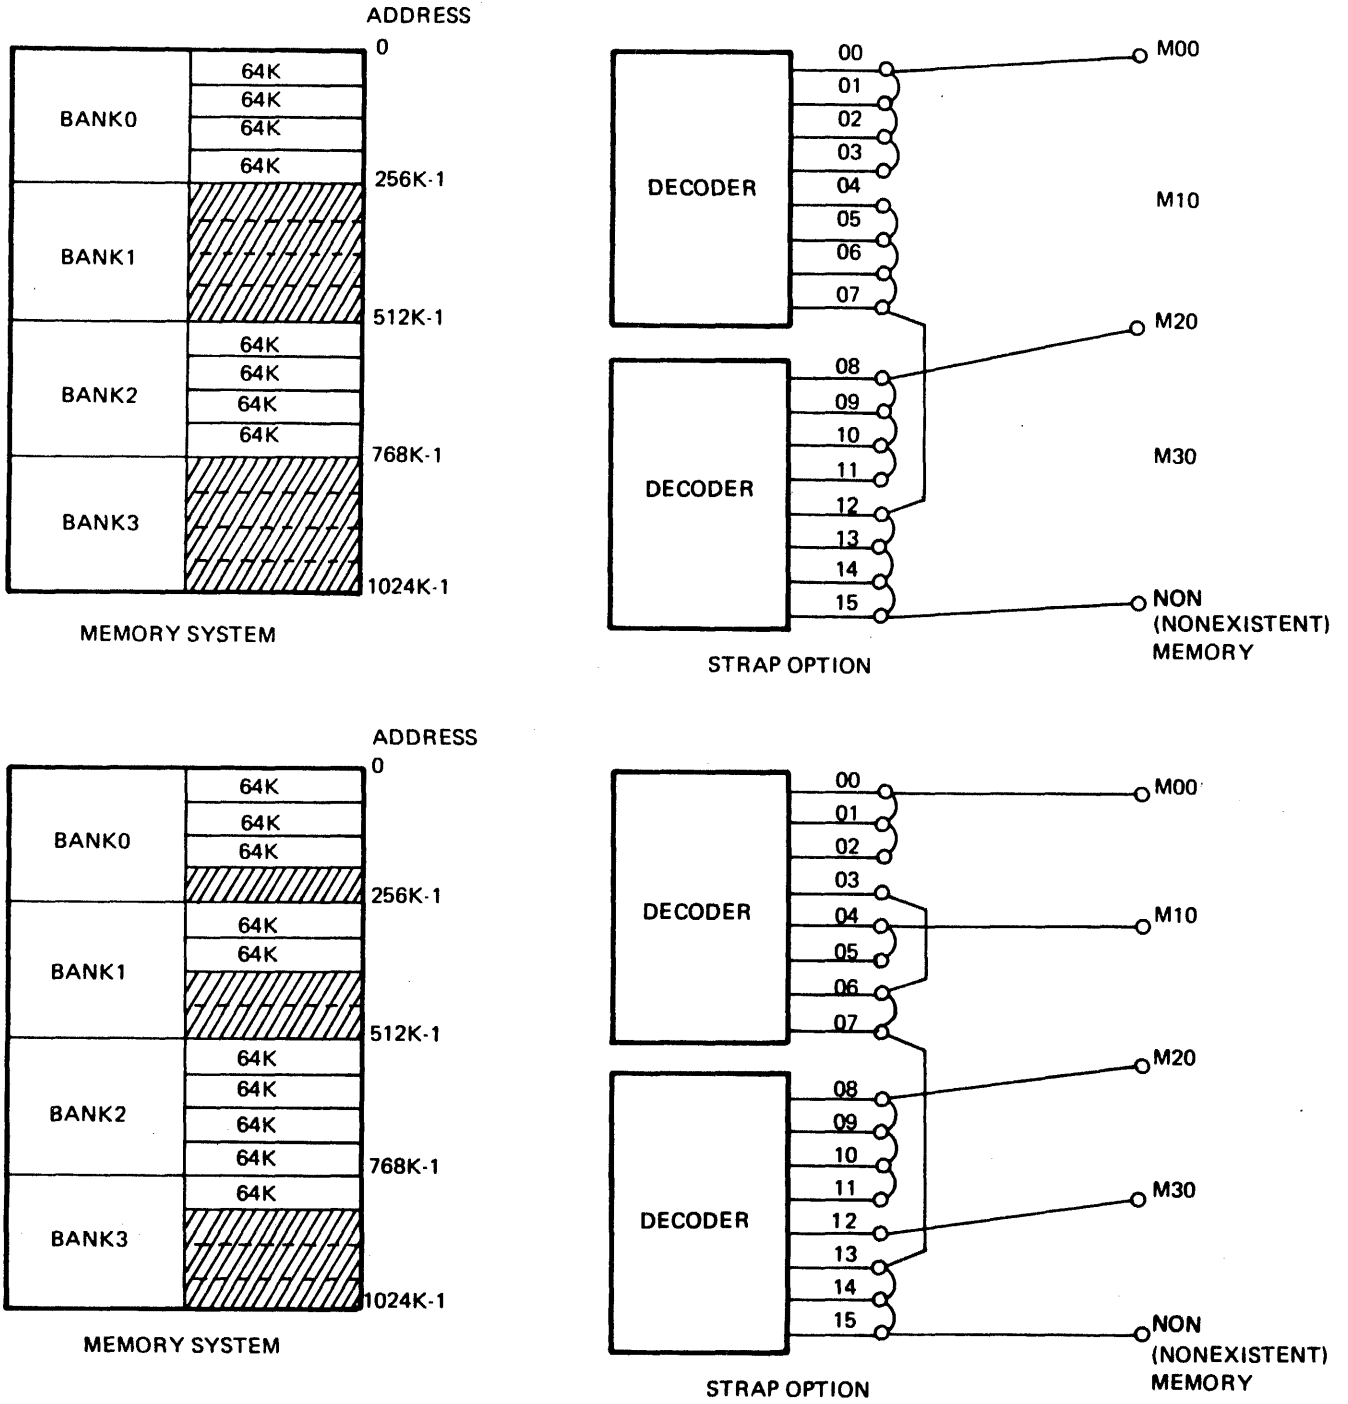 ADDRESS
0
BANK0
64K
64K
64K
64K
256K-1
BANK1
512K-1
BANK2
64K
64K
64K
64K
768K-1
BANK3
1024K-1
MEMORY SYSTEM
DECODER
00
01
02
03
04
05
06
07
DECODER
08
09
10
11
12
13
14
15
M00
M10
M20
M30
NON
(NONEXISTENT)
MEMORY
STRAP OPTION
ADDRESS
0
BANK0
64K
64K
64K
256K-1
BANK1
64K
64K
512K-1
BANK2
64K
64K
64K
64K
768K-1
BANK3
64K
1024K-1
MEMORY SYSTEM
DECODER
00
01
02
03
04
05
06
07
DECODER
08
09
10
11
12
13
14
15
M00
M10
M20
M30
NON
(NONEXISTENT)
MEMORY
STRAP OPTION